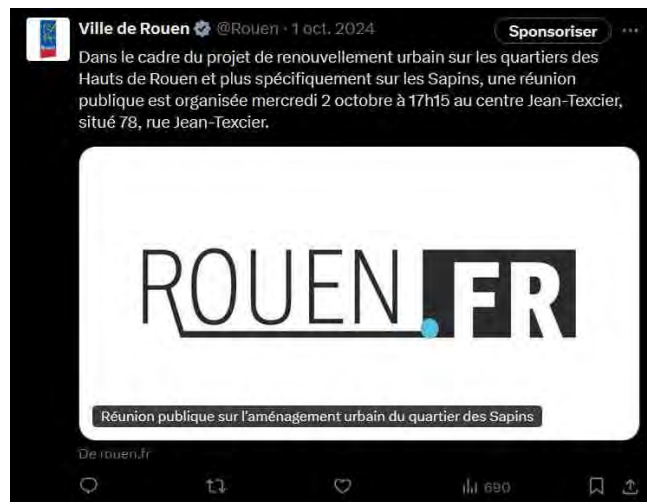 Ville de Rouen @Rouen · 1 oct. 2024 Sponsoriser ...
Dans le cadre du projet de renouvellement urbain sur les quartiers des
Hauts de Rouen et plus spécifiquement sur les Sapins, une réunion
publique est organisée mercredi 2 octobre à 17h15 au centre Jean-Texcier,
situé 78, rue Jean-Texcier.
ROUEN.FR
Réunion publique sur l'aménagement urbain du quartier des Sapins
De rouen.fr
690